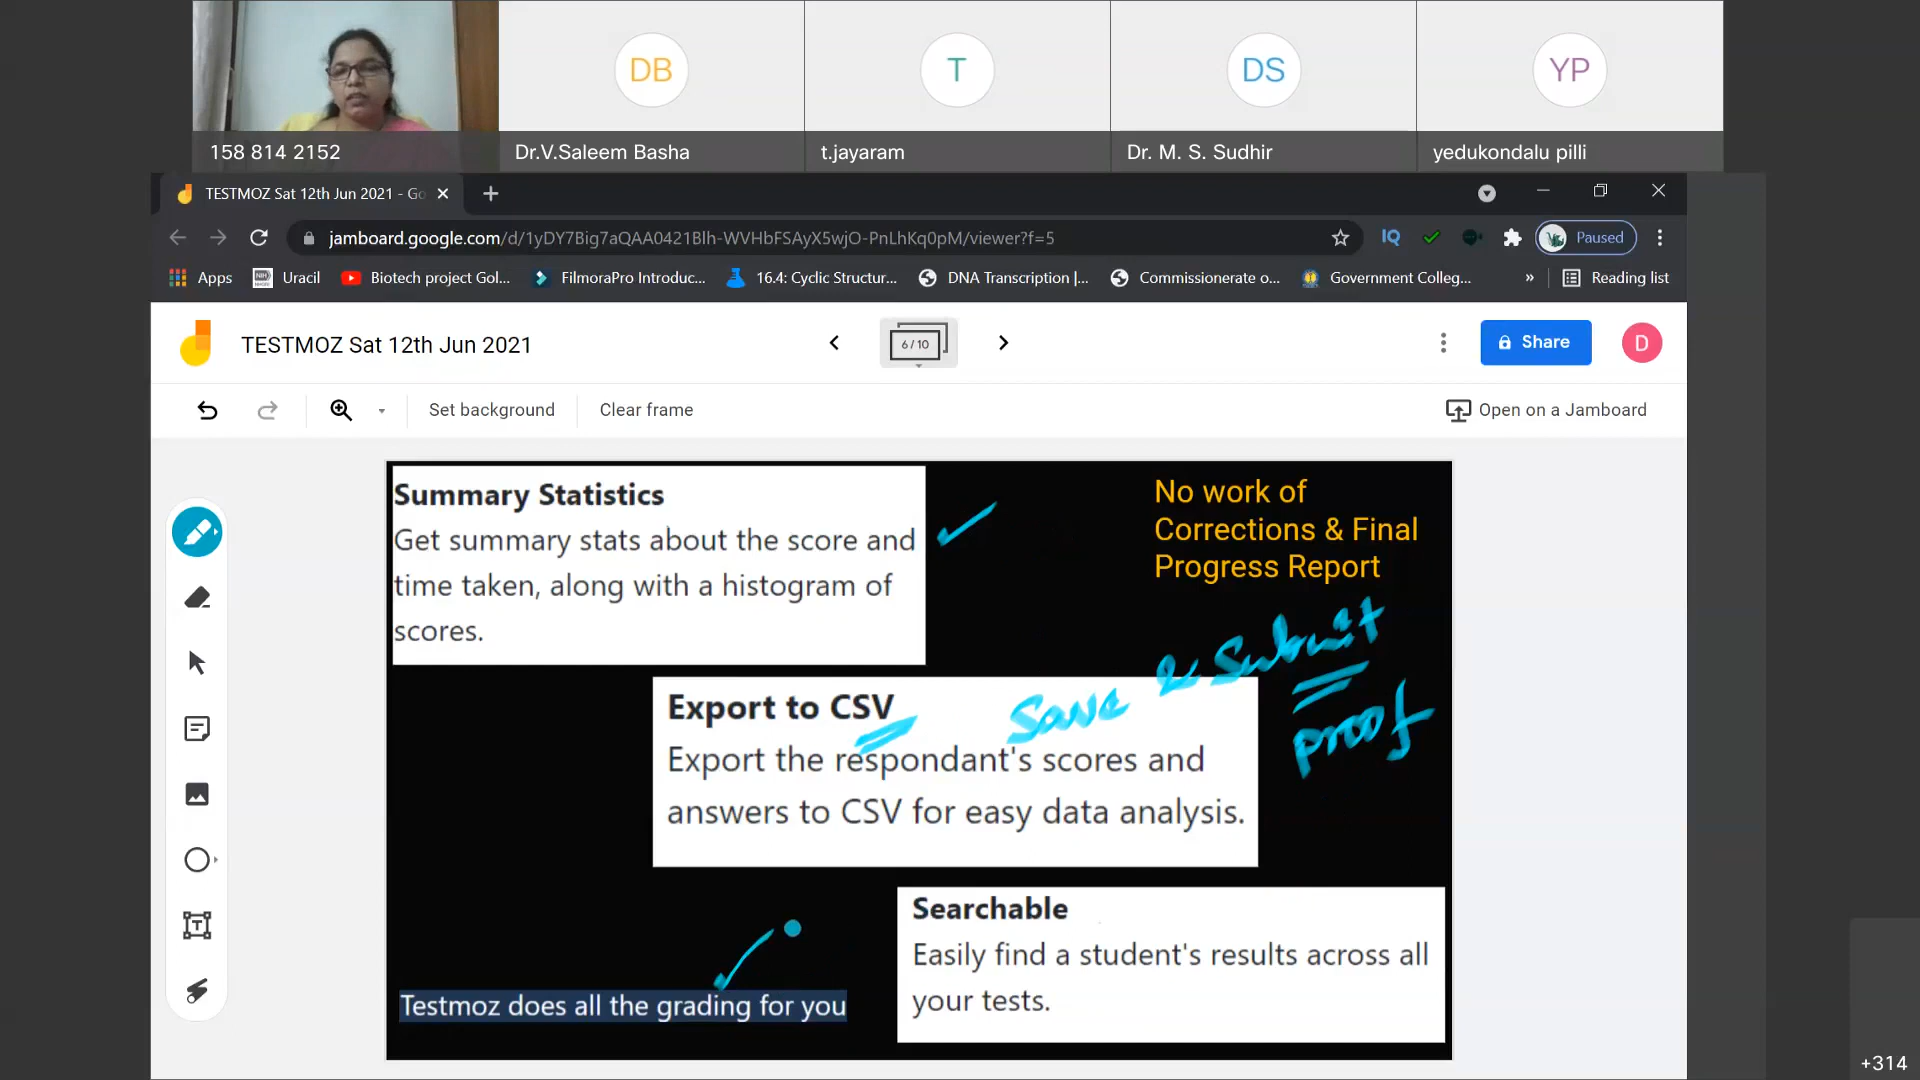 DB
T
DS
YP
158 814 2152
Dr.V.Saleem Basha
t.jayaram
Dr. M. S. Sudhir
yedukondalu pilli
TESTMOZ Sat 12th Jun 2021 - Go
jamboard.google.com/d/1yDY7Big7aQAA0421Blh-WVHbFSAyX5wjO-PnLhKq0pM/viewer?f=5
IQ
Paused
Apps
NIH
Uracil
Biotech project Gol...
FilmoraPro Introduc...
16.4: Cyclic Structur...
DNA Transcription |...
Commissionerate o...
Government Colleg...
»
Reading list
TESTMOZ Sat 12th Jun 2021
6 / 10
Share
D
Set background
Clear frame
Open on a Jamboard
Summary Statistics
Get summary stats about the score and
time taken, along with a histogram of
scores.
No work of
Corrections & Final
Progress Report
Save & Submit
proof
Export to CSV
Export the respondant's scores and
answers to CSV for easy data analysis.
Searchable
Easily find a student's results across all
your tests.
Testmoz does all the grading for you
+314